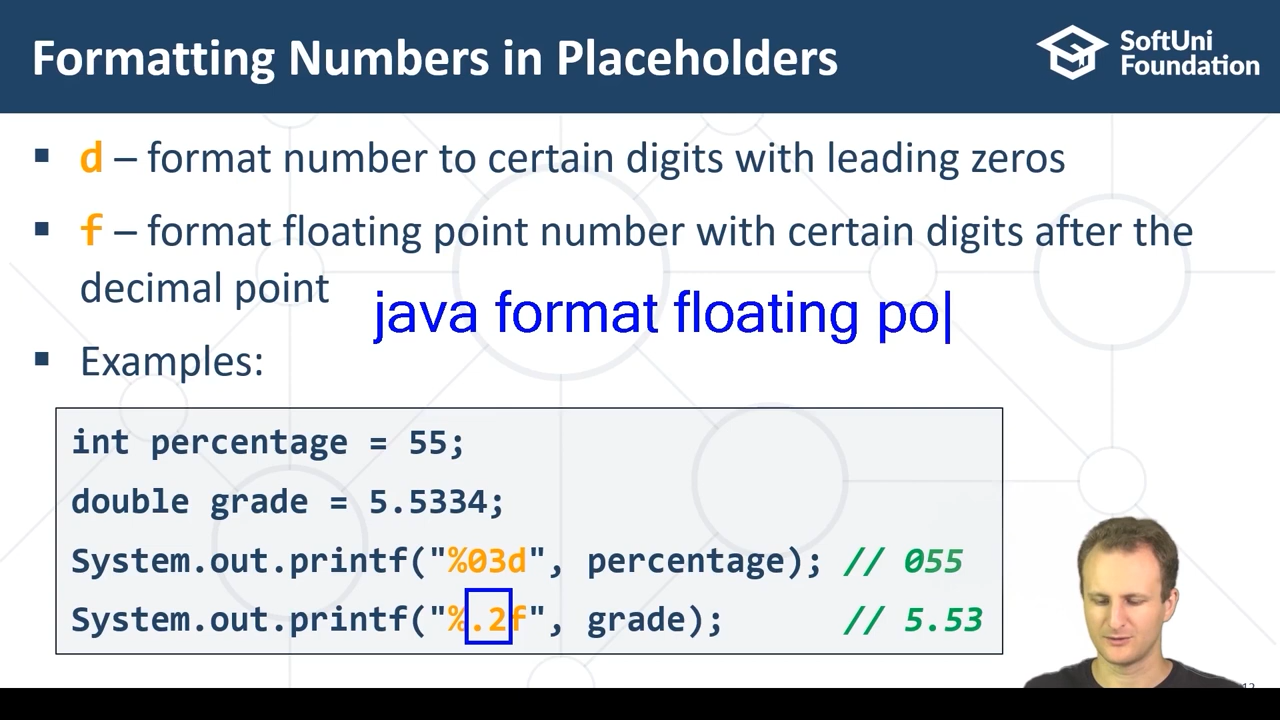 Formatting Numbers in Placeholders
SoftUni
Foundation
d – format number to certain digits with leading zeros
f – format floating point number with certain digits after the
decimal point
java format floating po
Examples:
int percentage = 55;
double grade = 5.5334;
System.out.printf("%03d", percentage); // 055
System.out.printf("%.2f", grade); // 5.53